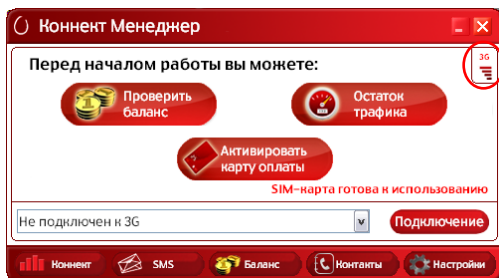 Коннект Менеджер
3G
Перед началом работы вы можете:
Проверить
баланс
Остаток
трафика
Активировать
карту оплаты
SIM-карта готова к использованию
Не подключен к 3G
Подключение
Коннект
SMS
Баланс
Контакты
Настройки